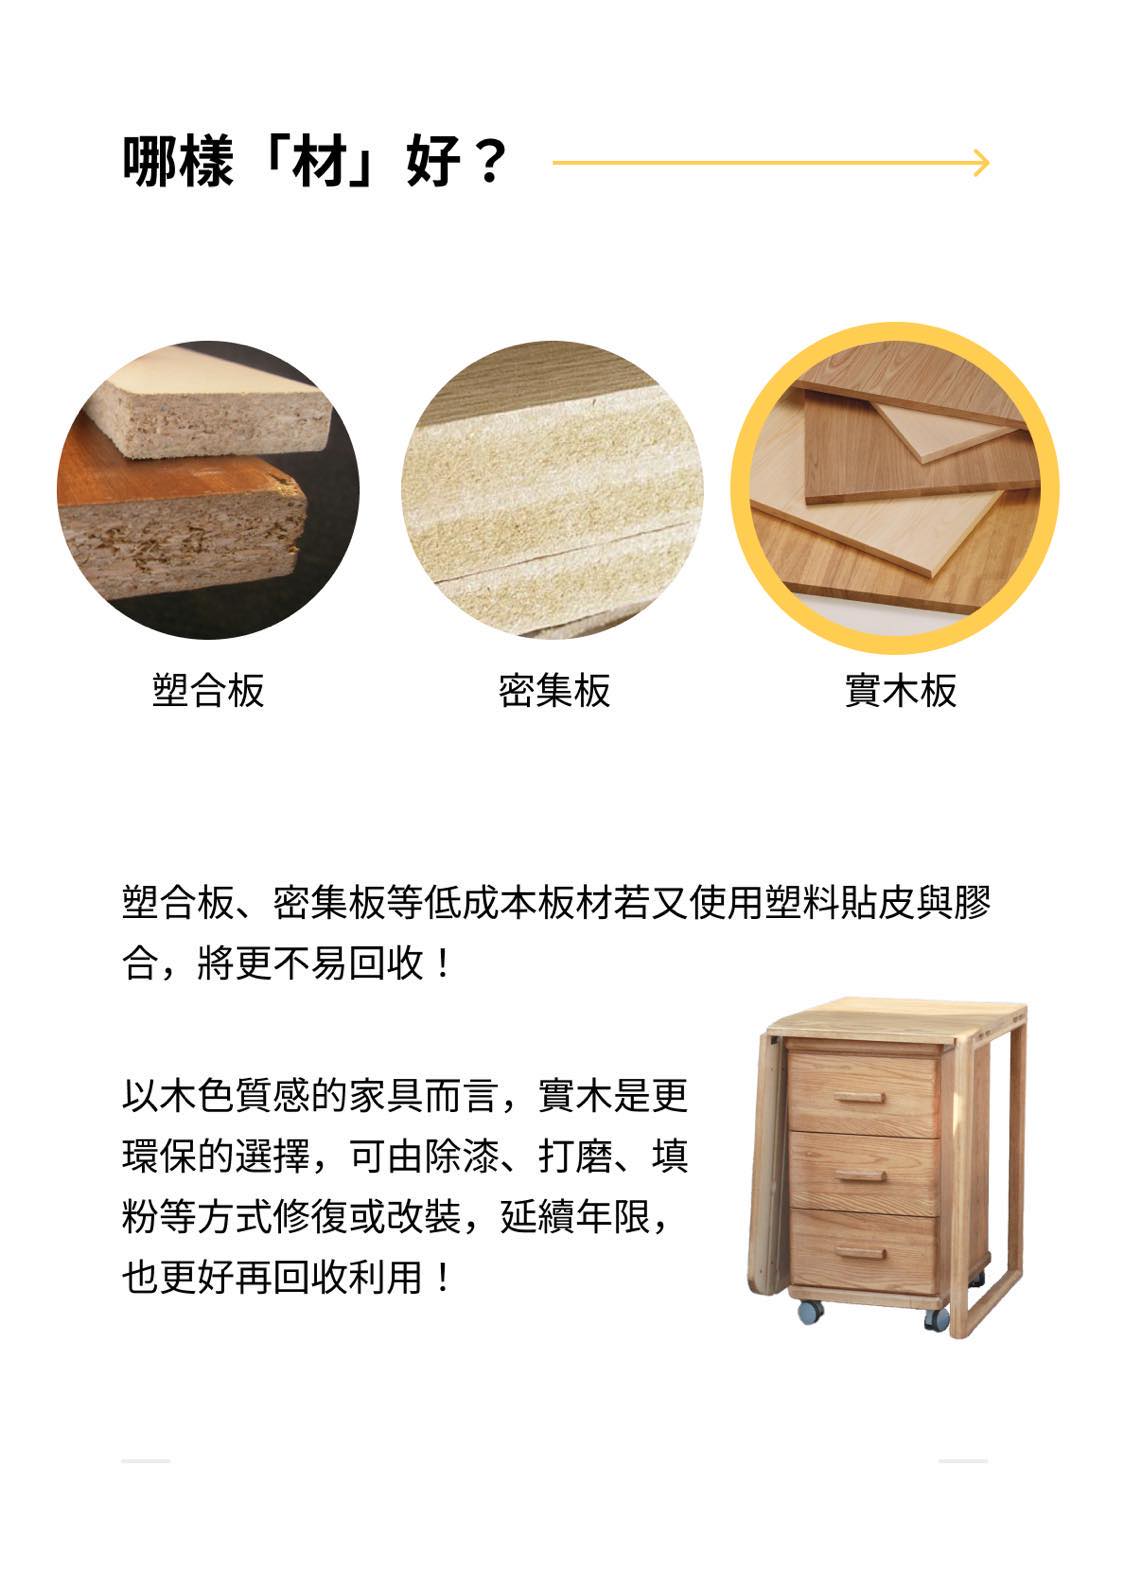 哪樣「材」好？
塑合板
密集板
實木板
塑合板、密集板等低成本板材若又使用塑料貼皮與膠
合，將更不易回收！
以木色質感的家具而言，實木是更
環保的選擇，可由除漆、打磨、填
粉等方式修復或改裝，延續年限，
也更好再回收利用！